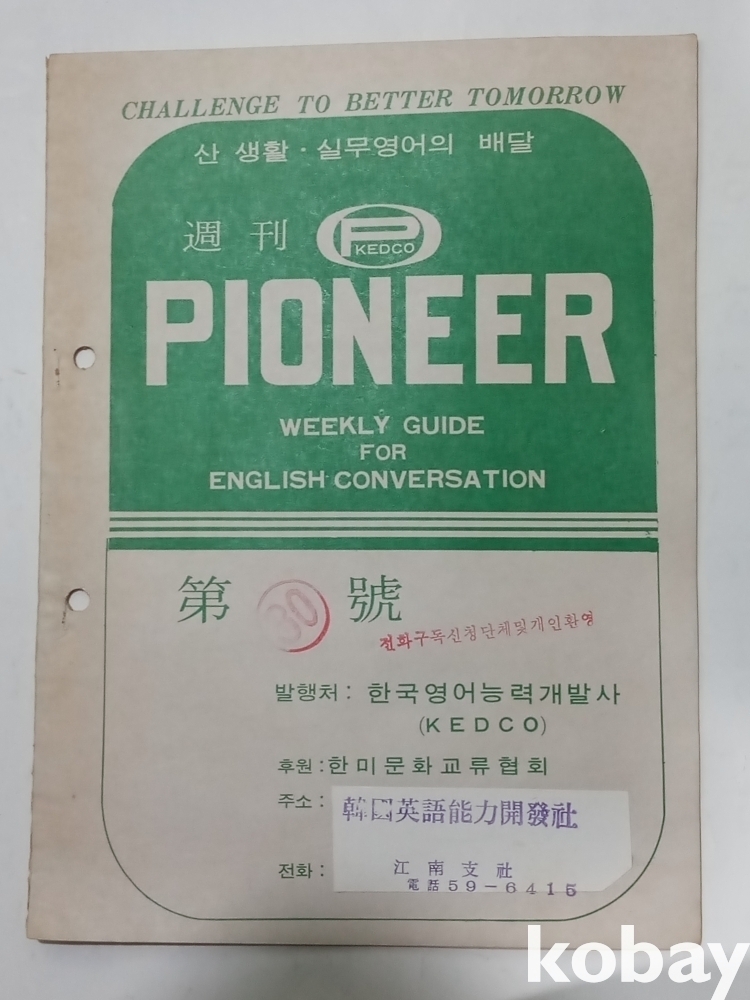 CHALLENGE TO BETTER TOMORROW
산 생활·실무영어의 배달
週刊 P KEDCO
PIONEER
WEEKLY GUIDE
FOR
ENGLISH CONVERSATION
第 30 號
전화구독신청단체및개인환영
발행처: 한국영어능력개발사
(KEDCO)
후원: 한미문화교류협회
주소: 韓國英語能力開發社
전화: 江南支社
電話 59-6415
kobay